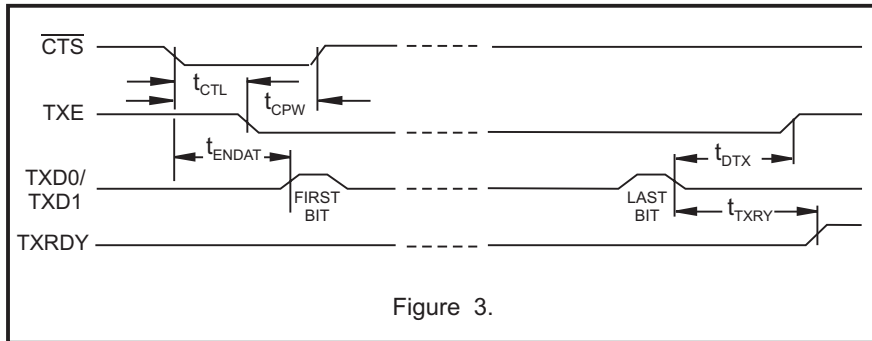 CTS
tCTL
tCPW
TXE
tENDAT
tDTX
TXD0/
TXD1
FIRST
BIT
LAST
BIT
tTXRY
TXRDY
Figure 3.